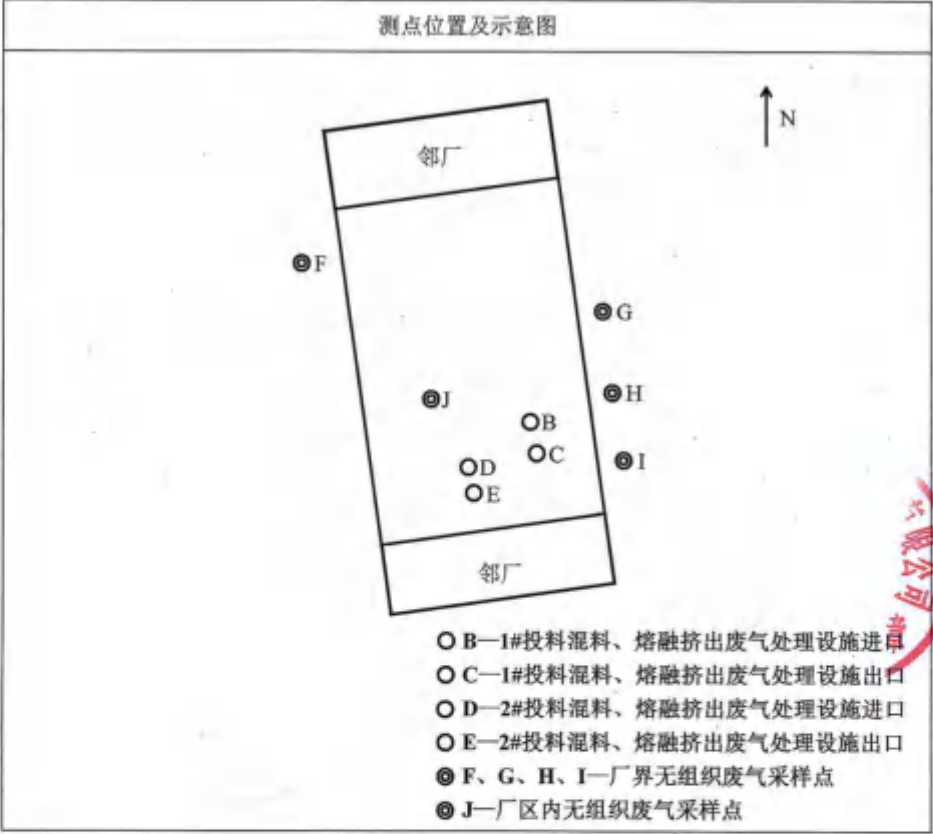 测点位置及示意图
N
邻厂
F
G
J
H
B
C
I
D
E
邻厂
限公司
B—1#投料混料、熔融挤出废气处理设施进口
C—1#投料混料、熔融挤出废气处理设施出口
D—2#投料混料、熔融挤出废气处理设施进口
E—2#投料混料、熔融挤出废气处理设施出口
F、G、H、I—厂界无组织废气采样点
J—厂区内无组织废气采样点